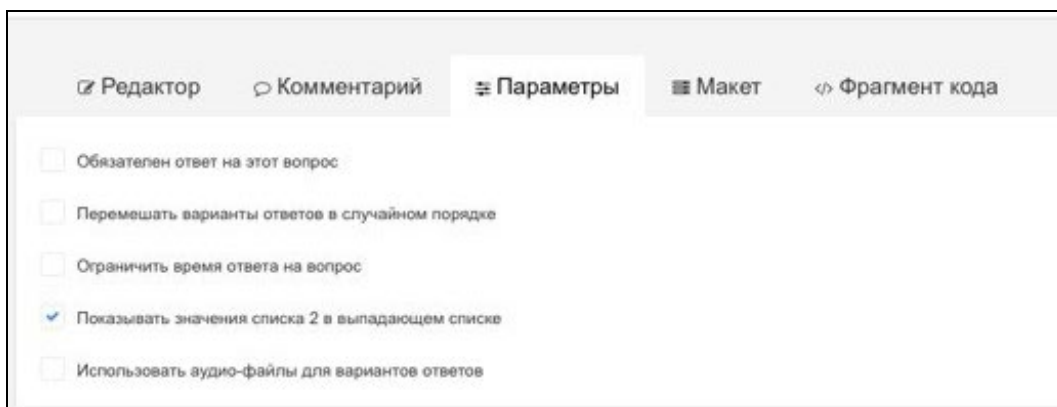 Редактор Комментарий Параметры Макет Фрагмент кода
Обязателен ответ на этот вопрос
Перемешать варианты ответов в случайном порядке
Ограничить время ответа на вопрос
Показывать значения списка 2 в выпадающем списке
Использовать аудио-файлы для вариантов ответов